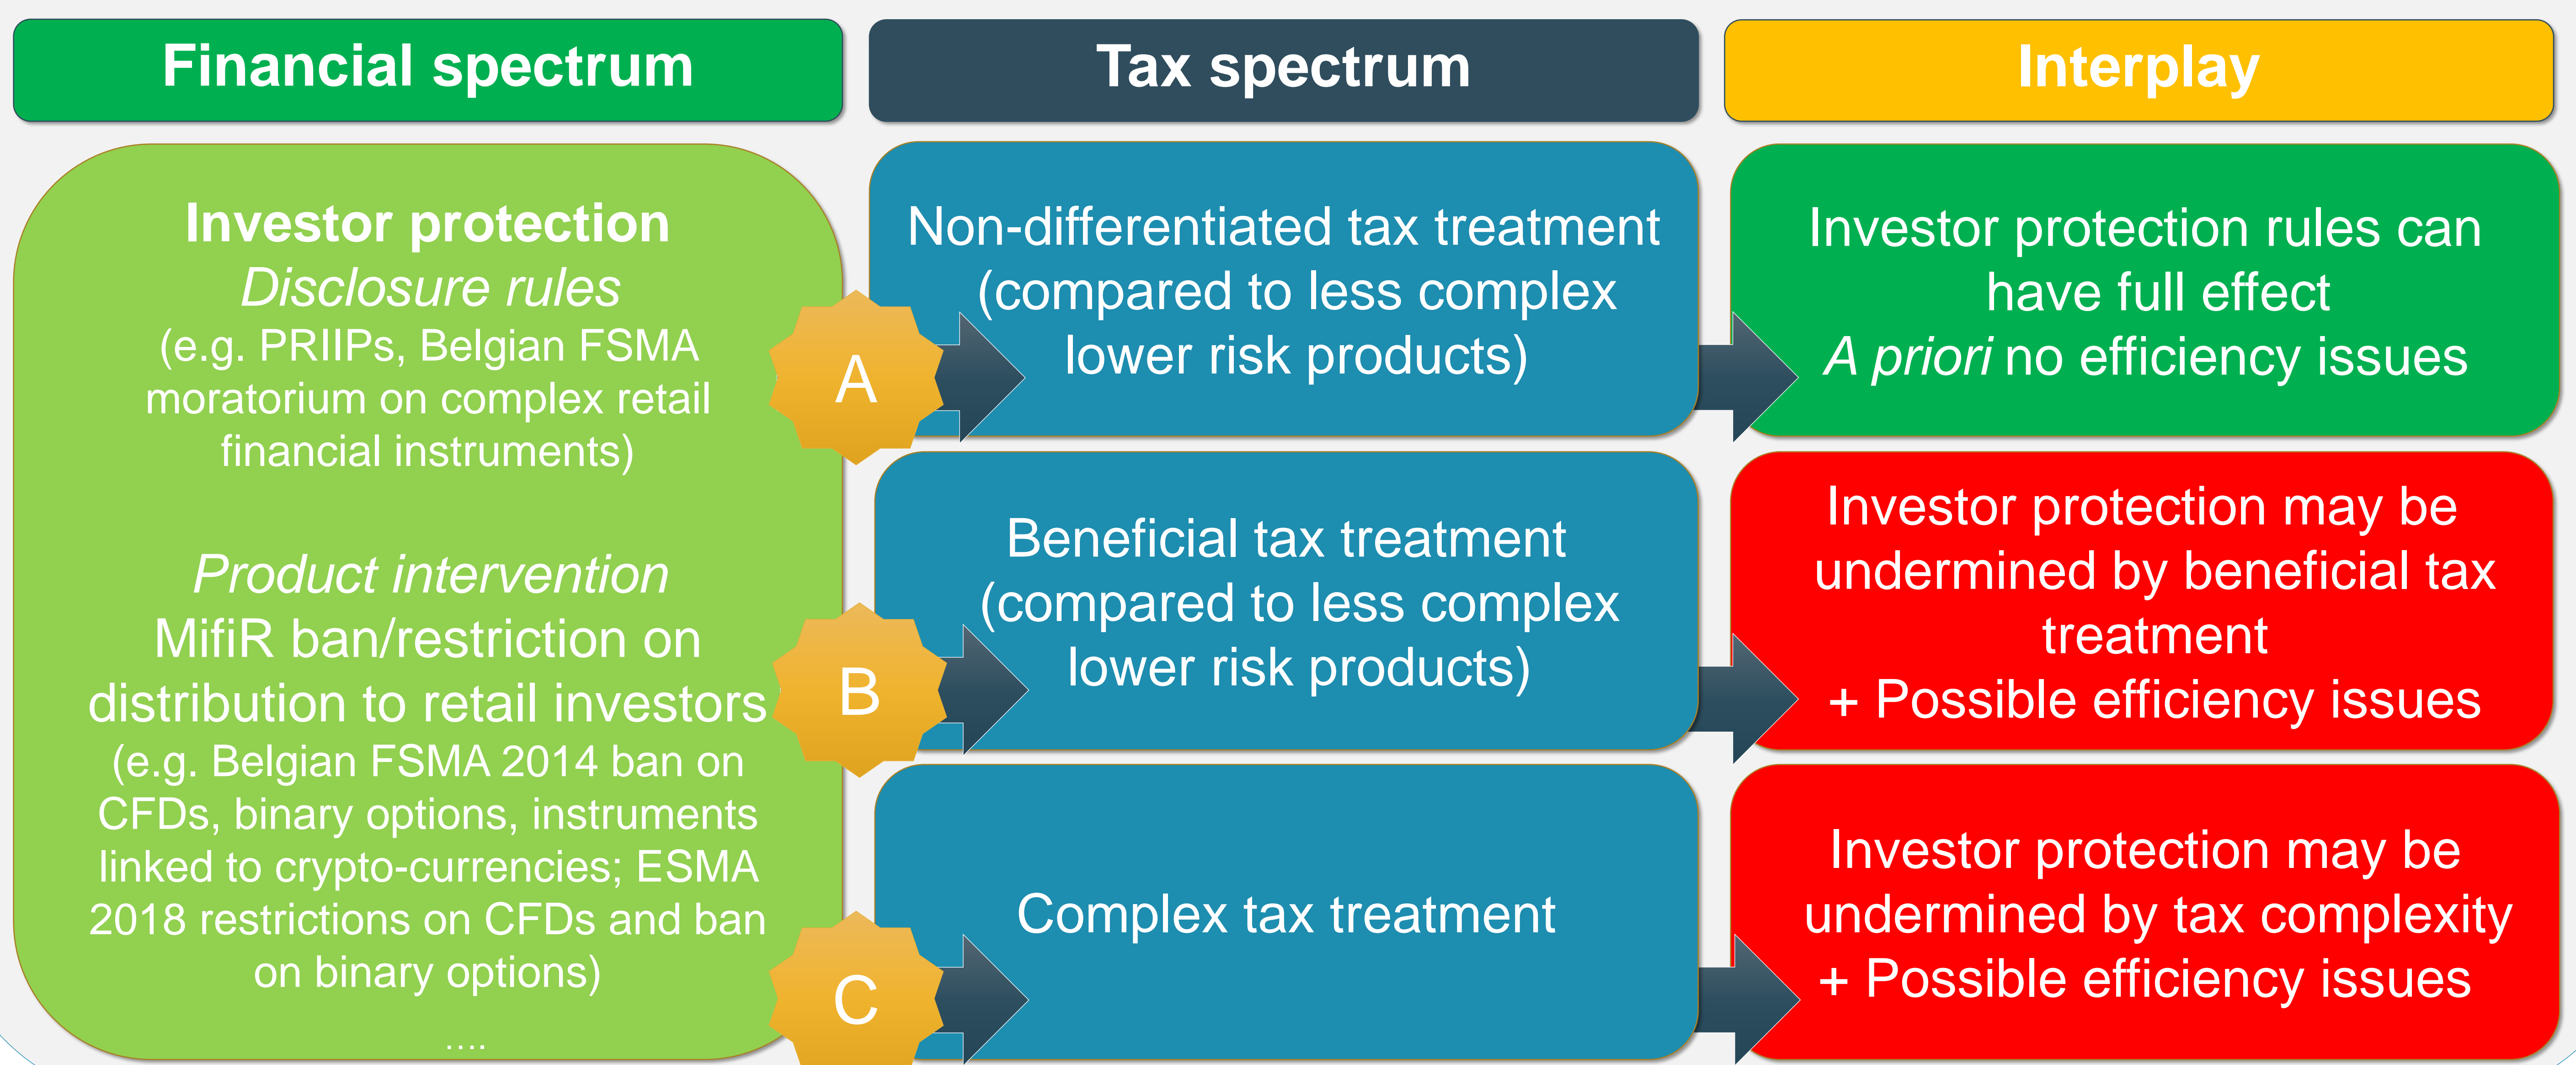 Financial spectrum
Tax spectrum
Interplay
Investor protection
Disclosure rules
(e.g. PRIIPs, Belgian FSMA
moratorium on complex retail
financial instruments)
Product intervention
MifiR ban/restriction on
distribution to retail investors
(e.g. Belgian FSMA 2014 ban on
CFDs, binary options, instruments
linked to crypto-currencies; ESMA
2018 restrictions on CFDs and ban
on binary options)
....
A
Non-differentiated tax treatment
(compared to less complex
lower risk products)
Investor protection rules can
have full effect
A priori no efficiency issues
B
Beneficial tax treatment
(compared to less complex
lower risk products)
Investor protection may be
undermined by beneficial tax
treatment
+ Possible efficiency issues
C
Complex tax treatment
Investor protection may be
undermined by tax complexity
+ Possible efficiency issues